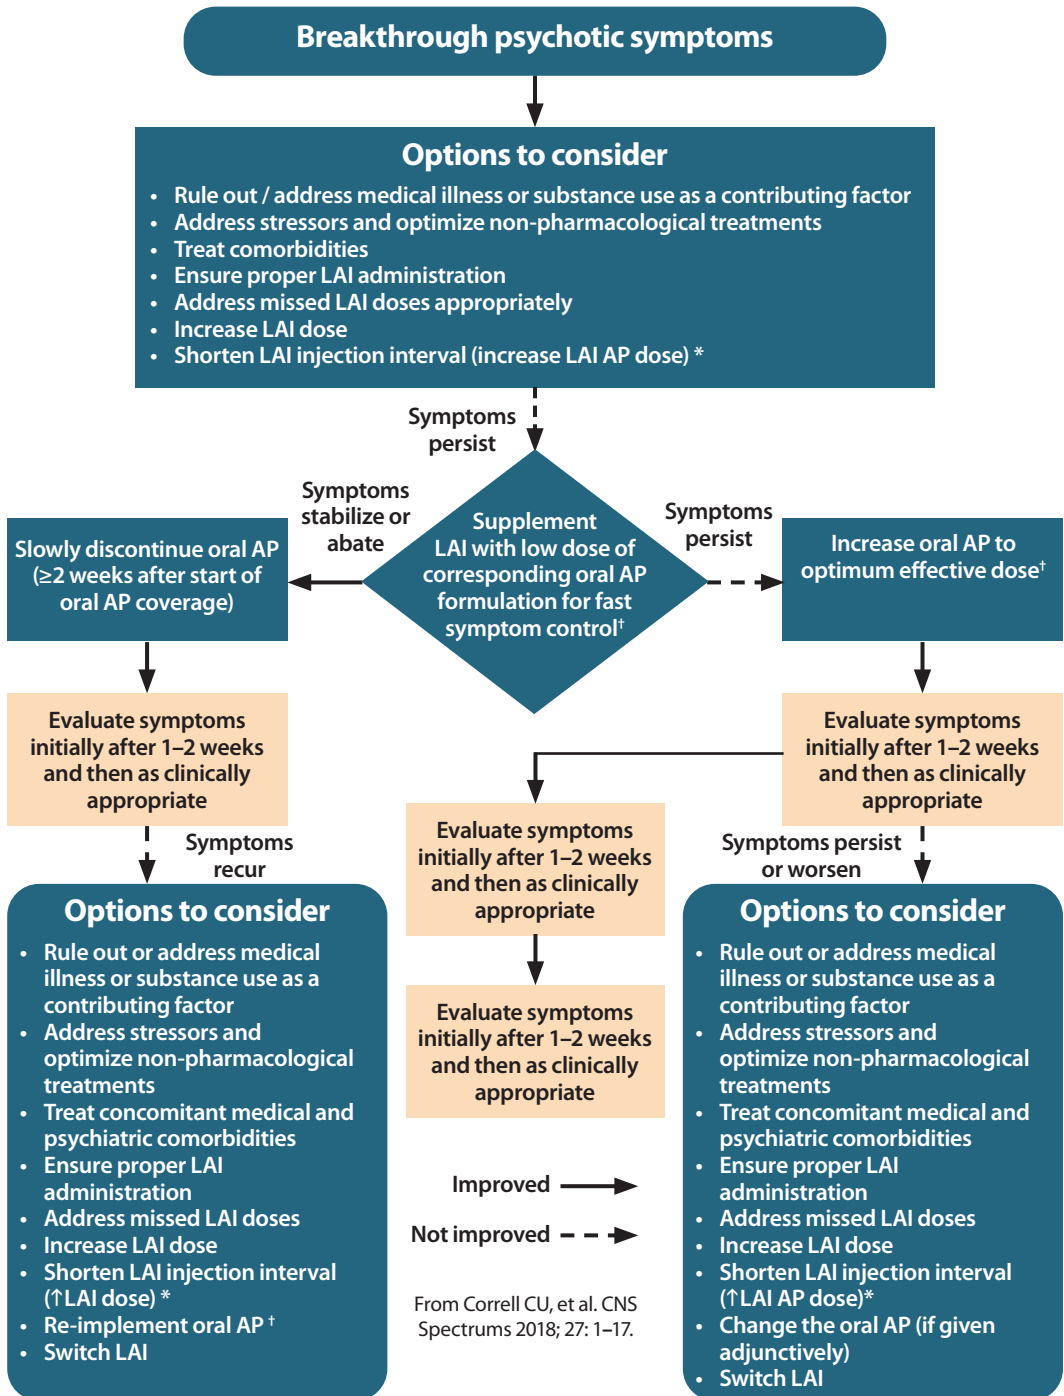 Breakthrough psychotic symptoms
Options to consider
• Rule out / address medical illness or substance use as a contributing factor
• Address stressors and optimize non-pharmacological treatments
• Treat comorbidities
• Ensure proper LAI administration
• Address missed LAI doses appropriately
• Increase LAI dose
• Shorten LAI injection interval (increase LAI AP dose) *
Symptoms
persist
Symptoms
stabilize or
abate
Supplement
LAI with low dose of
corresponding oral AP
formulation for fast
symptom control†
Symptoms
persist
Slowly discontinue oral AP
(≥2 weeks after start of
oral AP coverage)
Increase oral AP to
optimum effective dose†
Evaluate symptoms
initially after 1–2 weeks
and then as clinically
appropriate
Evaluate symptoms
initially after 1–2 weeks
and then as clinically
appropriate
Evaluate symptoms
initially after 1–2 weeks
and then as clinically
appropriate
Evaluate symptoms
initially after 1–2 weeks
and then as clinically
appropriate
Symptoms
recur
Symptoms persist
or worsen
Options to consider
• Rule out or address medical
illness or substance use as a
contributing factor
• Address stressors and
optimize non-pharmacological
treatments
• Treat concomitant medical and
psychiatric comorbidities
• Ensure proper LAI
administration
• Address missed LAI doses
• Increase LAI dose
• Shorten LAI injection interval
(↑LAI dose) *
• Re-implement oral AP †
• Switch LAI
Improved
Not improved
From Correll CU, et al. CNS
Spectrums 2018; 27: 1–17.
Options to consider
• Rule out or address medical
illness or substance use as a
contributing factor
• Address stressors and
optimize non-pharmacological
treatments
• Treat concomitant medical and
psychiatric comorbidities
• Ensure proper LAI
administration
• Address missed LAI doses
• Increase LAI dose
• Shorten LAI injection interval
(↑LAI AP dose)*
• Change the oral AP (if given
adjunctively)
• Switch LAI